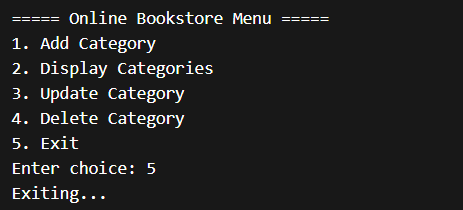 ===== Online Bookstore Menu =====
1. Add Category
2. Display Categories
3. Update Category
4. Delete Category
5. Exit
Enter choice: 5
Exiting...